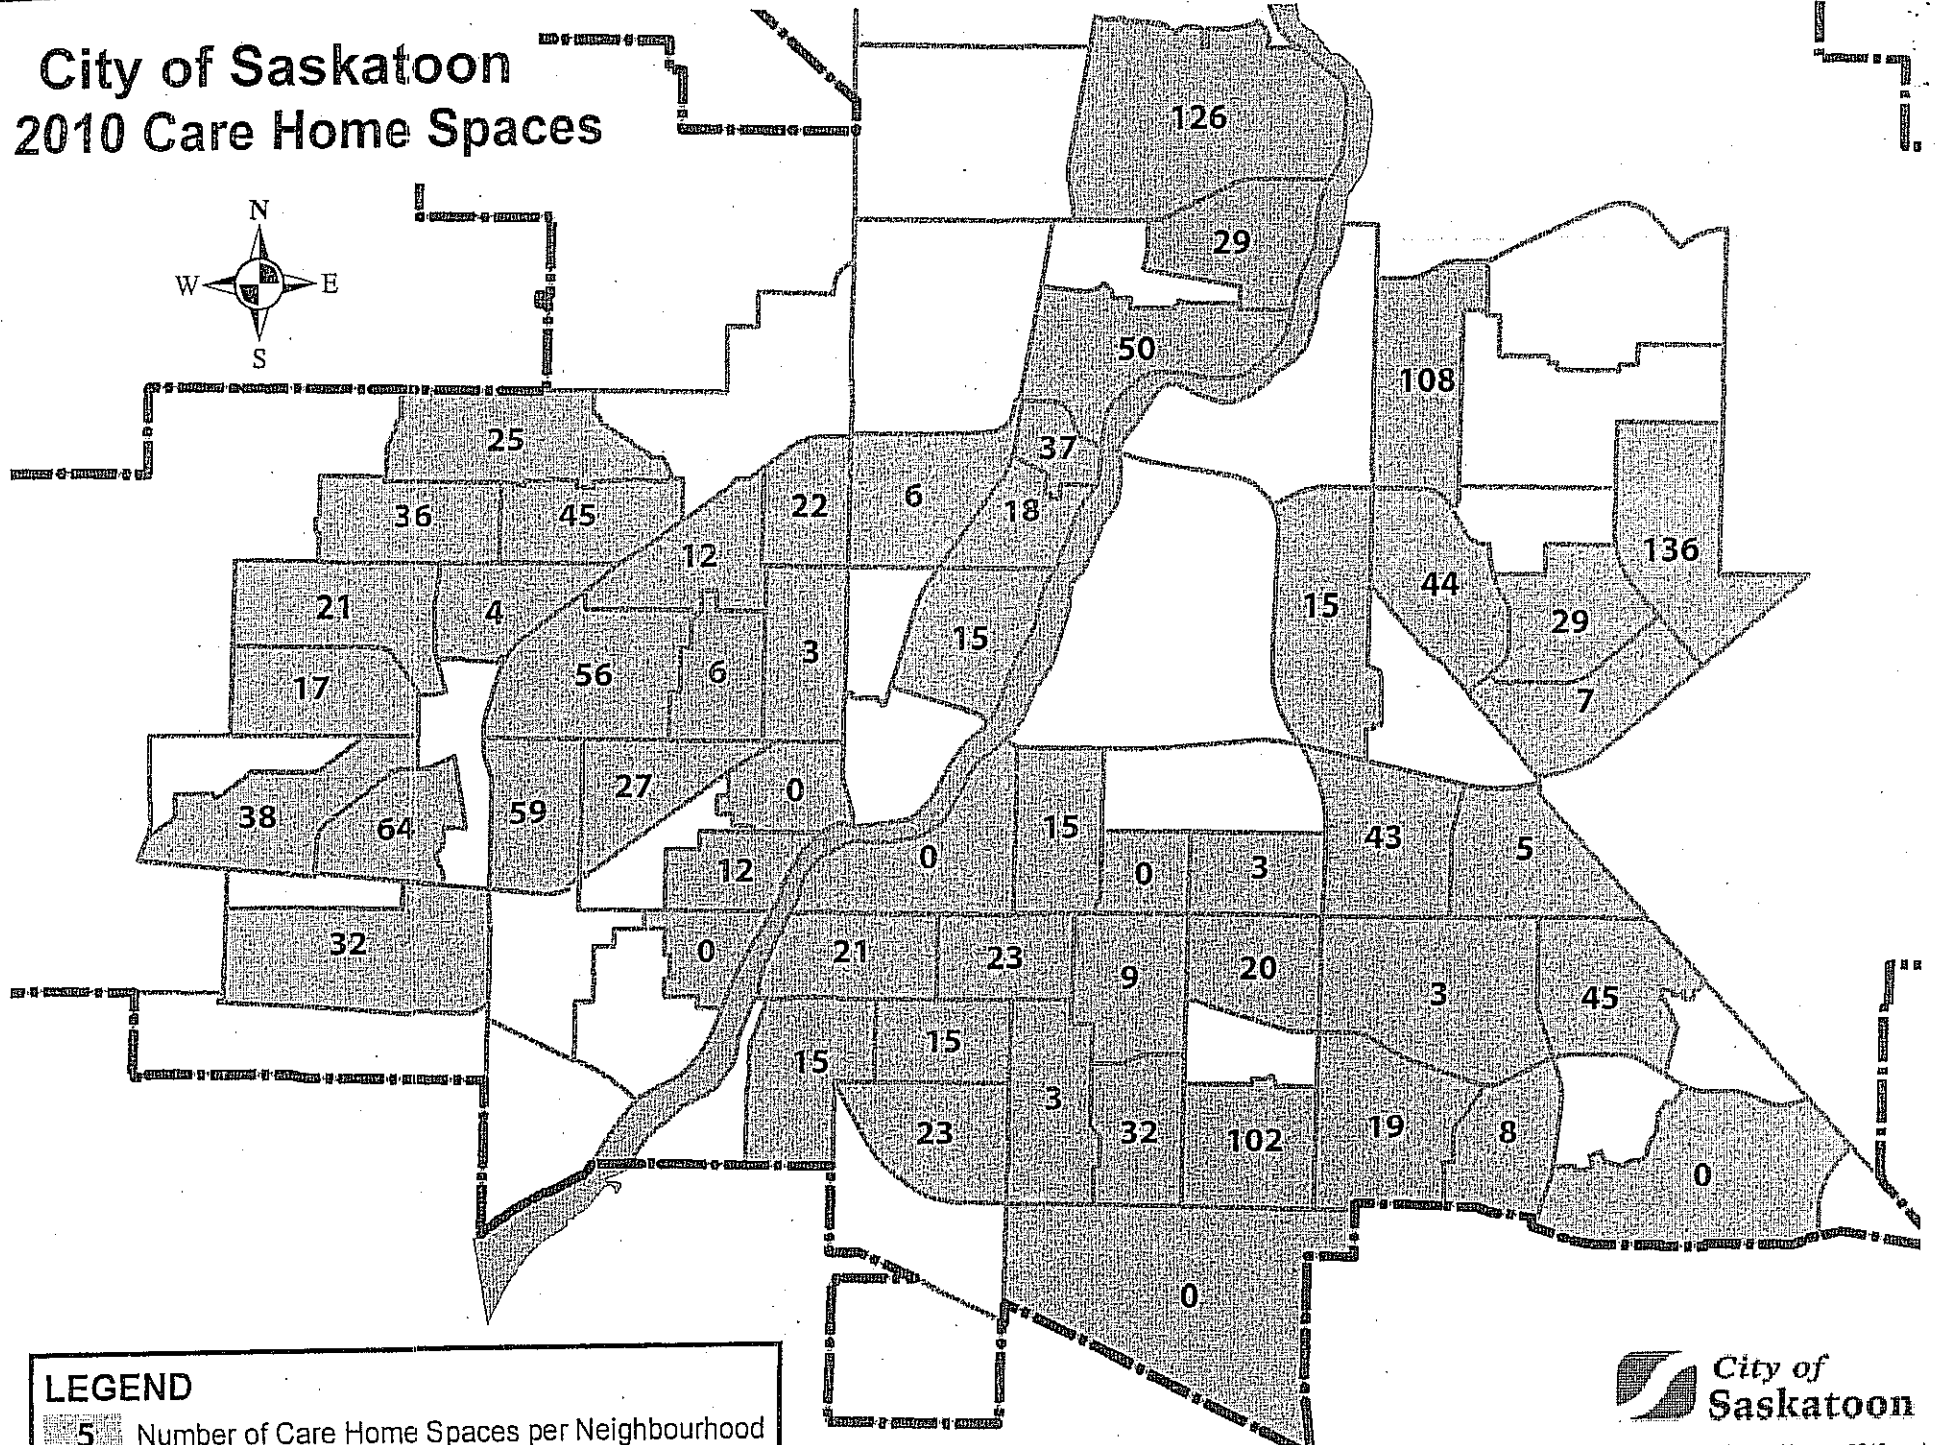 City of Saskatoon
2010 Care Home Spaces
N
W E
S
126
29
50
108
25
37
36 45 22 6 18
12 136
21 4 15 44 29
56 6 3 15
17 7
27 0
38 64 59 15 43 5
12 0 0 3
32 0 21 23 9 20 3 45
15 15
3
23 32 102 19 8
0
0
LEGEND
5 Number of Care Home Spaces per Neighbourhood
City of
Saskatoon